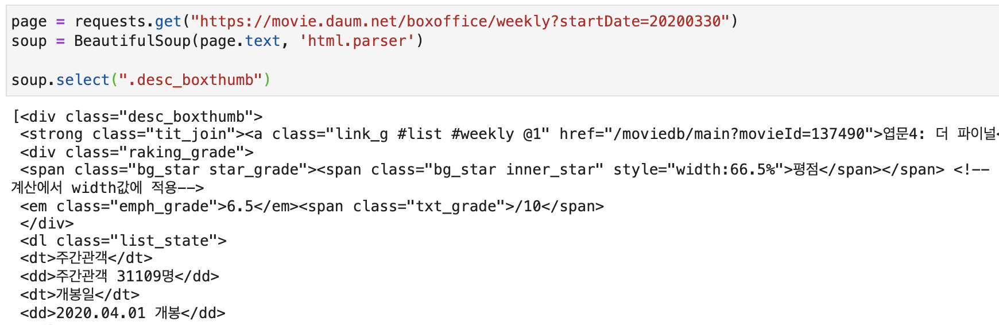 page = requests.get("https://movie.daum.net/boxoffice/weekly?startDate=20200330")
soup = BeautifulSoup(page.text, 'html.parser')
soup.select(".desc_boxthumb")
[<div class="desc_boxthumb">
<strong class="tit_join"><a class="link_g #list #weekly @1" href="/moviedb/main?movieId=137490">엽문4: 더 파이널<
<div class="raking_grade">
<span class="bg_star star_grade"><span class="bg_star inner_star" style="width:66.5%">평점</span></span> <!--
계산에서 width값에 적용-->
<em class="emph_grade">6.5</em><span class="txt_grade">/10</span>
</div>
<dl class="list_state">
<dt>주간관객</dt>
<dd>주간관객 31109명</dd>
<dt>개봉일</dt>
<dd>2020.04.01 개봉</dd>